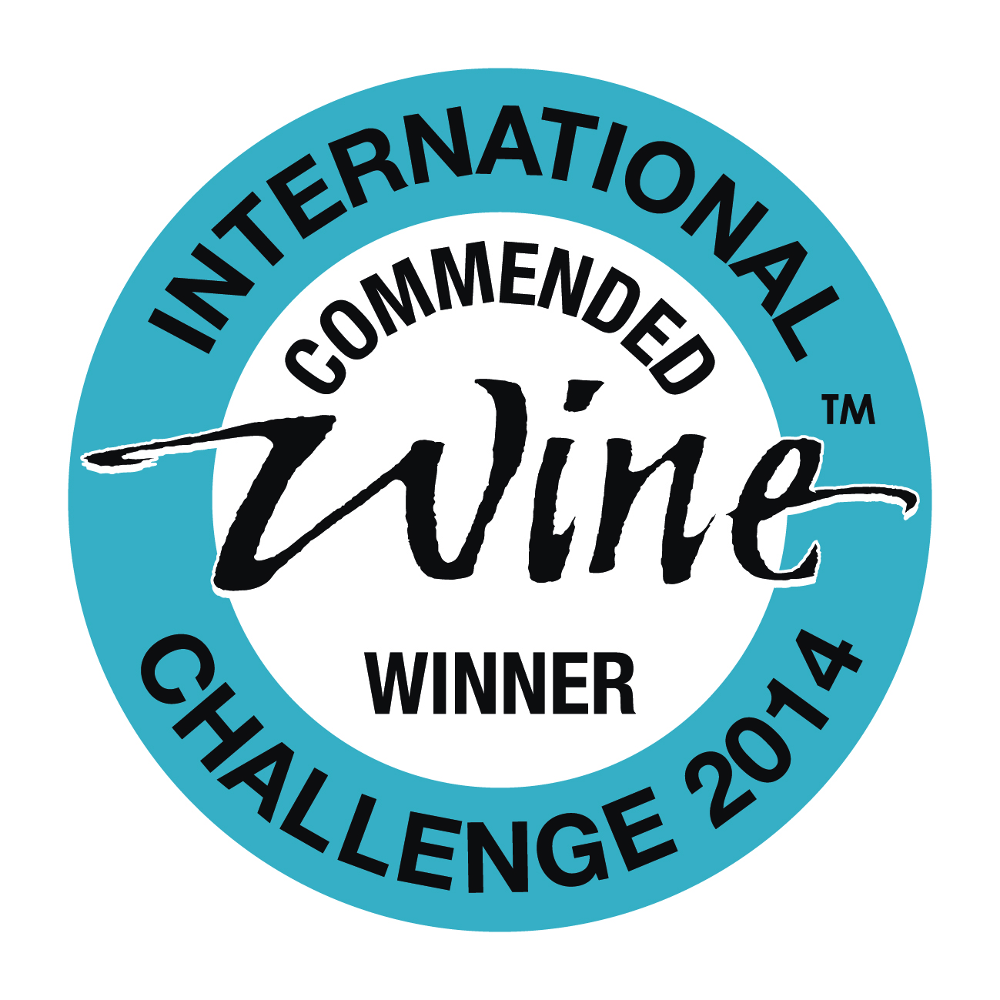 INTERNATIONAL
COMMENDED
Wine
TM
WINNER
CHALLENGE 2014